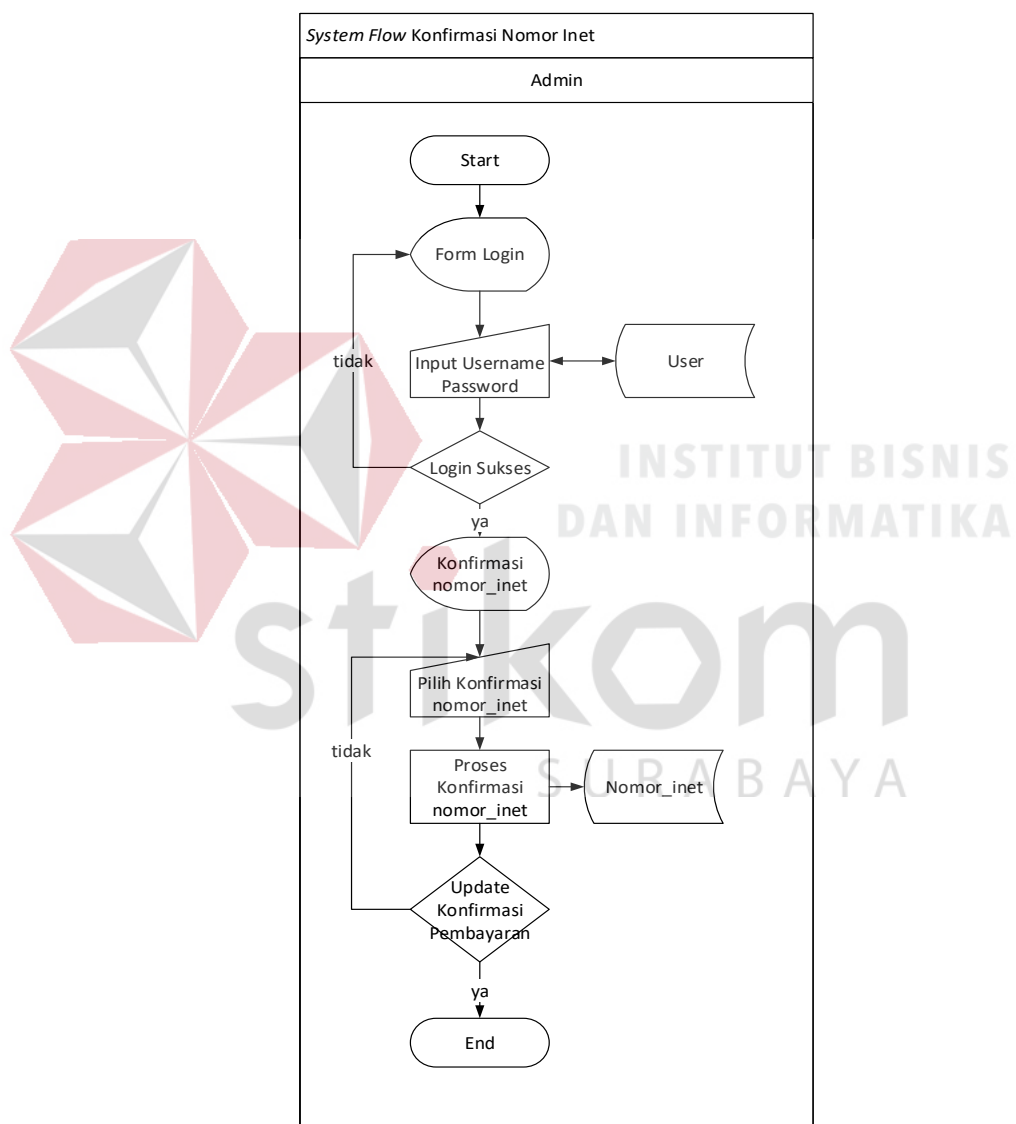 System Flow Konfirmasi Nomor Inet
Admin
Start
Form Login
tidak
Input Username
Password
User
Login Sukses
INSTITUT BISNIS
DAN INFORMATIKA
ya
Konfirmasi
nomor_inet
stikom
Pilih Konfirmasi
nomor_inet
tidak
Proses
Konfirmasi
nomor_inet
Nomor_inet
SURABAYA
Update
Konfirmasi
Pembayaran
ya
End